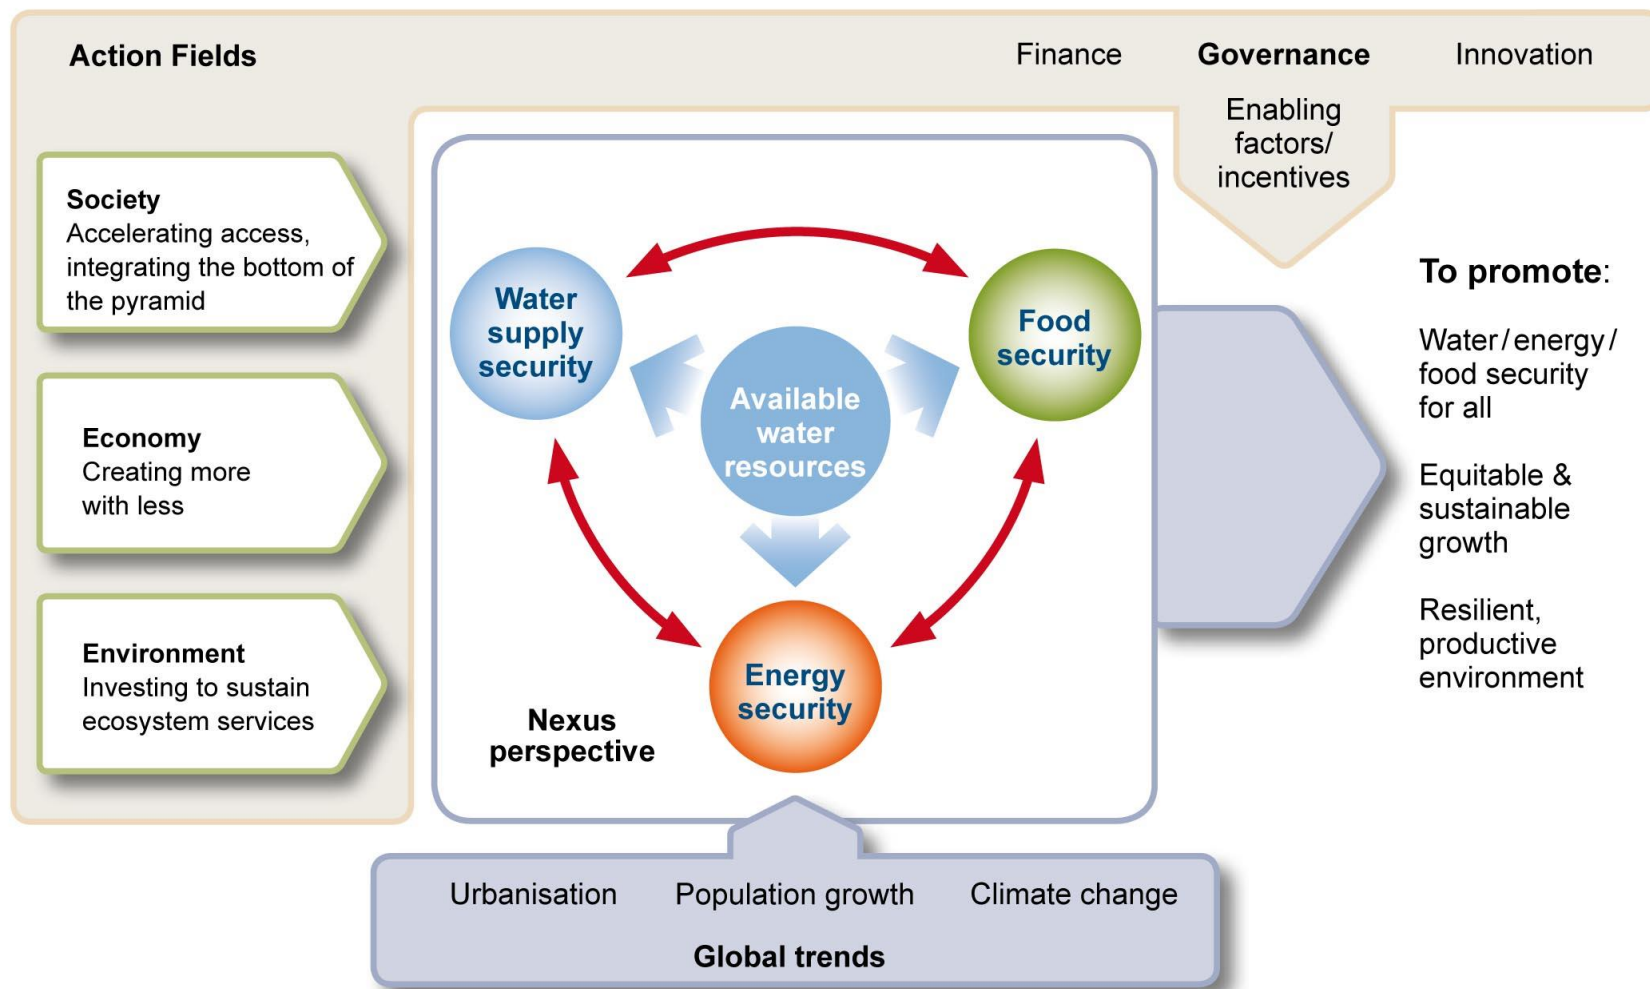 Action Fields
Finance
Governance
Innovation
Enabling
factors/
incentives
Society
Accelerating access,
integrating the bottom of
the pyramid
Economy
Creating more
with less
Environment
Investing to sustain
ecosystem services
Water
supply
security
Food
security
Available
water
resources
Energy
security
Nexus
perspective
To promote:
Water/energy/
food security
for all
Equitable &
sustainable
growth
Resilient,
productive
environment
Urbanisation
Population growth
Climate change
Global trends